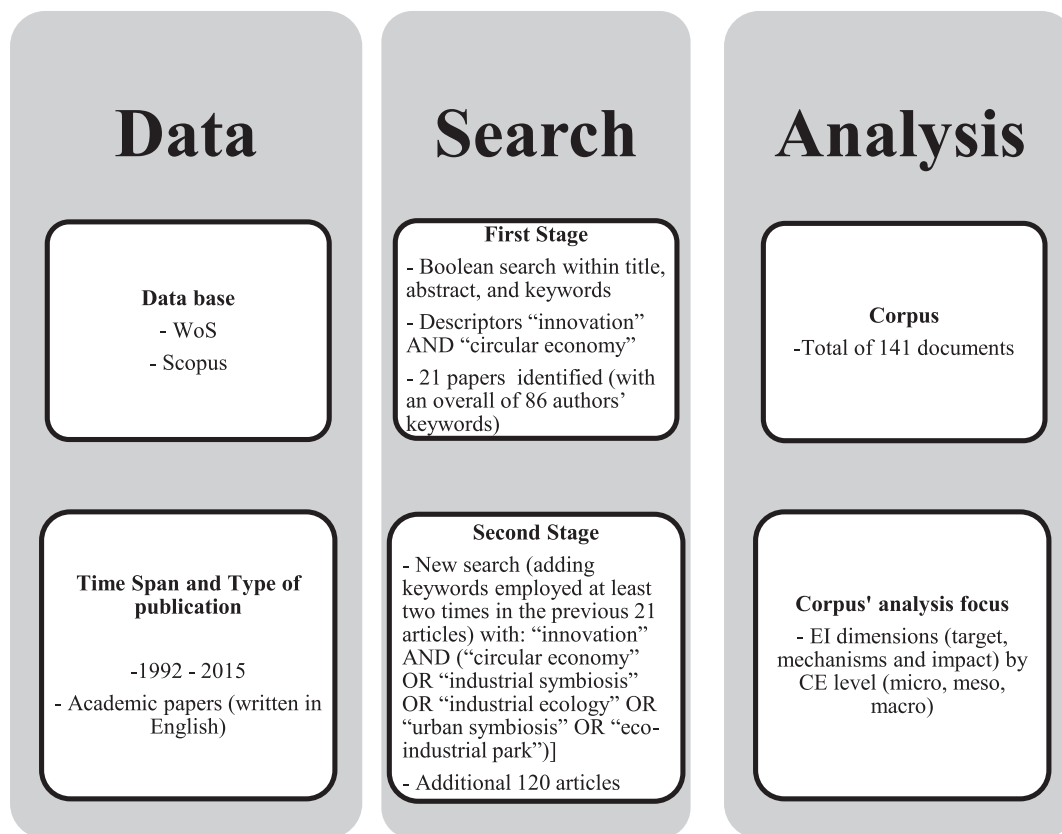 Data
Data base
- WoS
- Scopus
Time Span and Type of
publication
-1992 - 2015
- Academic papers (written in
English)
Search
First Stage
- Boolean search within title,
abstract, and keywords
- Descriptors “innovation”
AND “circular economy”
- 21 papers identified (with
an overall of 86 authors’
keywords)
Second Stage
- New search (adding
keywords employed at least
two times in the previous 21
articles) with: “innovation”
AND (“circular economy”
OR “industrial symbiosis”
OR “industrial ecology” OR
“urban symbiosis” OR “eco-
industrial park”)]
- Additional 120 articles
Analysis
Corpus
-Total of 141 documents
Corpus' analysis focus
- EI dimensions (target,
mechanisms and impact) by
CE level (micro, meso,
macro)